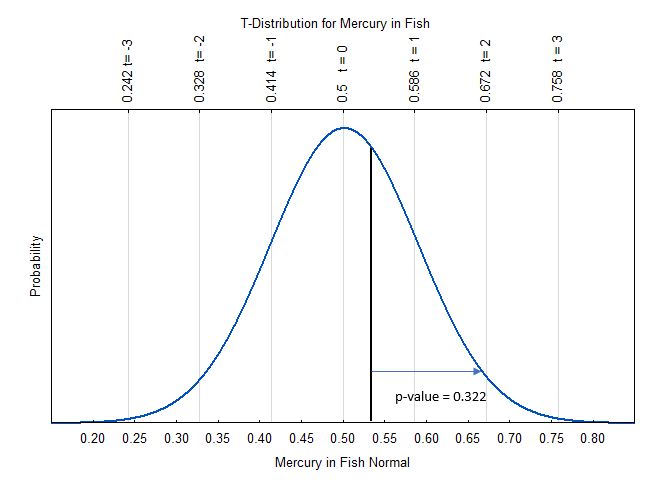 T-Distribution for Mercury in Fish
0.242 t= -3
0.328 t= -2
0.414 t= -1
0.5 t = 0
0.586 t = 1
0.672 t= 2
0.758 t = 3
Probability
p-value = 0.322
0.20 0.25 0.30 0.35 0.40 0.45 0.50 0.55 0.60 0.65 0.70 0.75 0.80
Mercury in Fish Normal